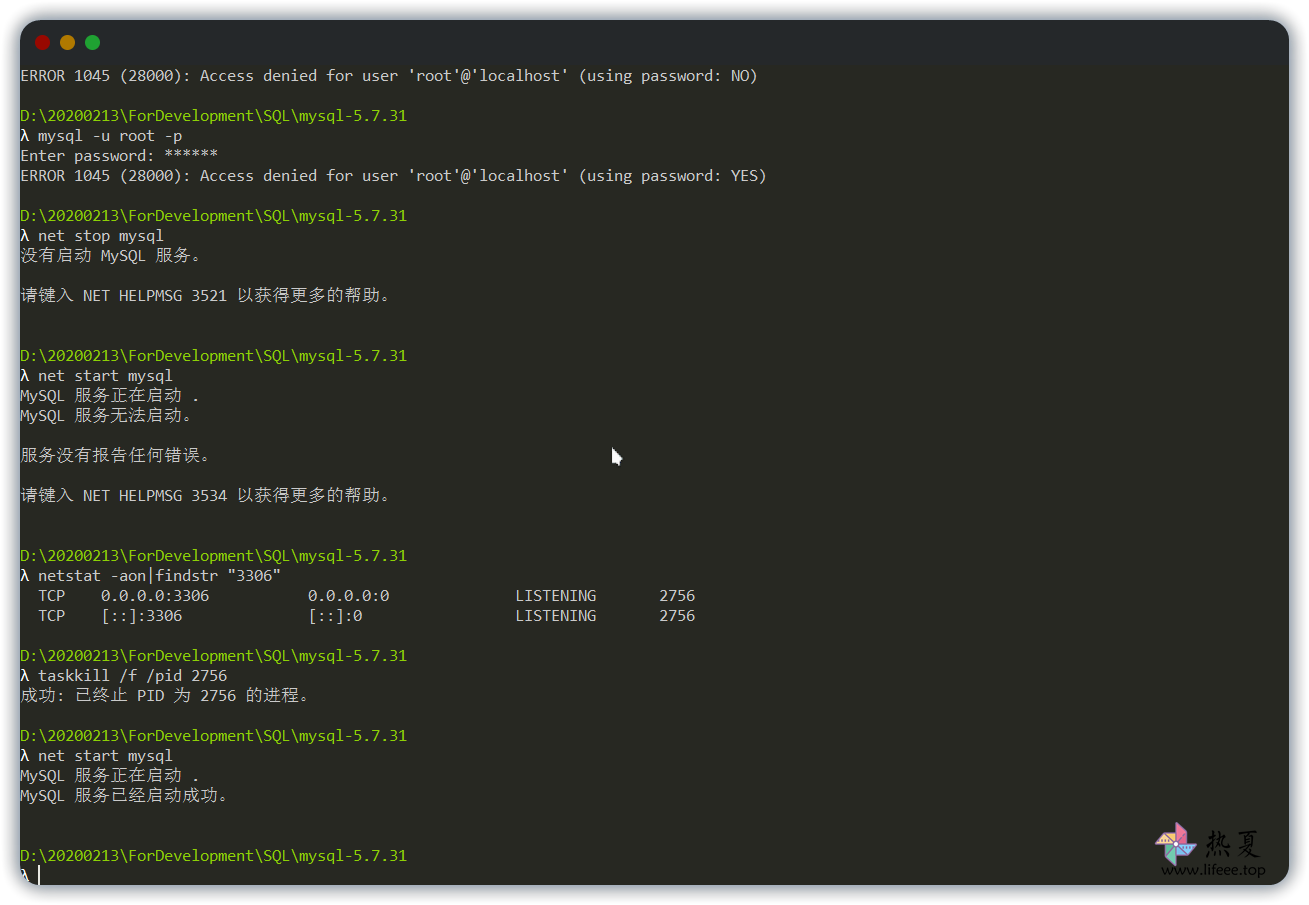 ERROR 1045 (28000): Access denied for user 'root'@'localhost' (using password: NO)
D:\20200213\ForDevelopment\SQL\mysql-5.7.31
λ mysql -u root -p
Enter password: ******
ERROR 1045 (28000): Access denied for user 'root'@'localhost' (using password: YES)
D:\20200213\ForDevelopment\SQL\mysql-5.7.31
λ net stop mysql
没有启动 MySQL 服务。
请键入 NET HELPMSG 3521 以获得更多的帮助。
D:\20200213\ForDevelopment\SQL\mysql-5.7.31
λ net start mysql
MySQL 服务正在启动 .
MySQL 服务无法启动。
服务没有报告任何错误。
请键入 NET HELPMSG 3534 以获得更多的帮助。
D:\20200213\ForDevelopment\SQL\mysql-5.7.31
λ netstat -aon|findstr "3306"
TCP    0.0.0.0:3306           0.0.0.0:0              LISTENING       2756
TCP    [::]:3306              [::]:0                 LISTENING       2756
D:\20200213\ForDevelopment\SQL\mysql-5.7.31
λ taskkill /f /pid 2756
成功: 已终止 PID 为 2756 的进程。
D:\20200213\ForDevelopment\SQL\mysql-5.7.31
λ net start mysql
MySQL 服务正在启动 .
MySQL 服务已经启动成功。
D:\20200213\ForDevelopment\SQL\mysql-5.7.31
λ
热夏
www.lifeee.top